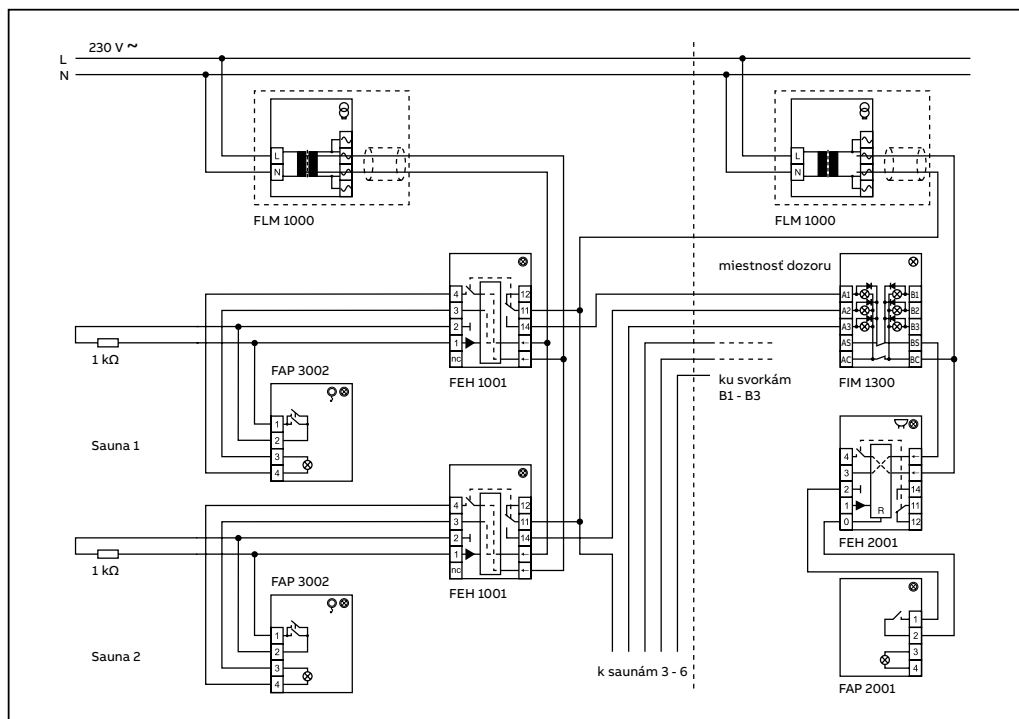 230 V ~
L
N
L
N
FLM 1000
L
N
FLM 1000
miestnosť dozoru
4
3
2
1
nc
12
11
14
←
←
FEH 1001
A1
A2
A3
AS
AC
B1
B2
B3
BS
BC
FIM 1300
1 kΩ
FAP 3002
1
2
3
4
Sauna 1
ku svorkám
B1 - B3
4
3
2
1
0
R
←
←
14
11
12
FEH 2001
4
3
2
1
nc
12
11
14
←
←
FEH 1001
1 kΩ
FAP 3002
1
2
3
4
Sauna 2
k saunám 3 - 6
1
2
3
4
FAP 2001